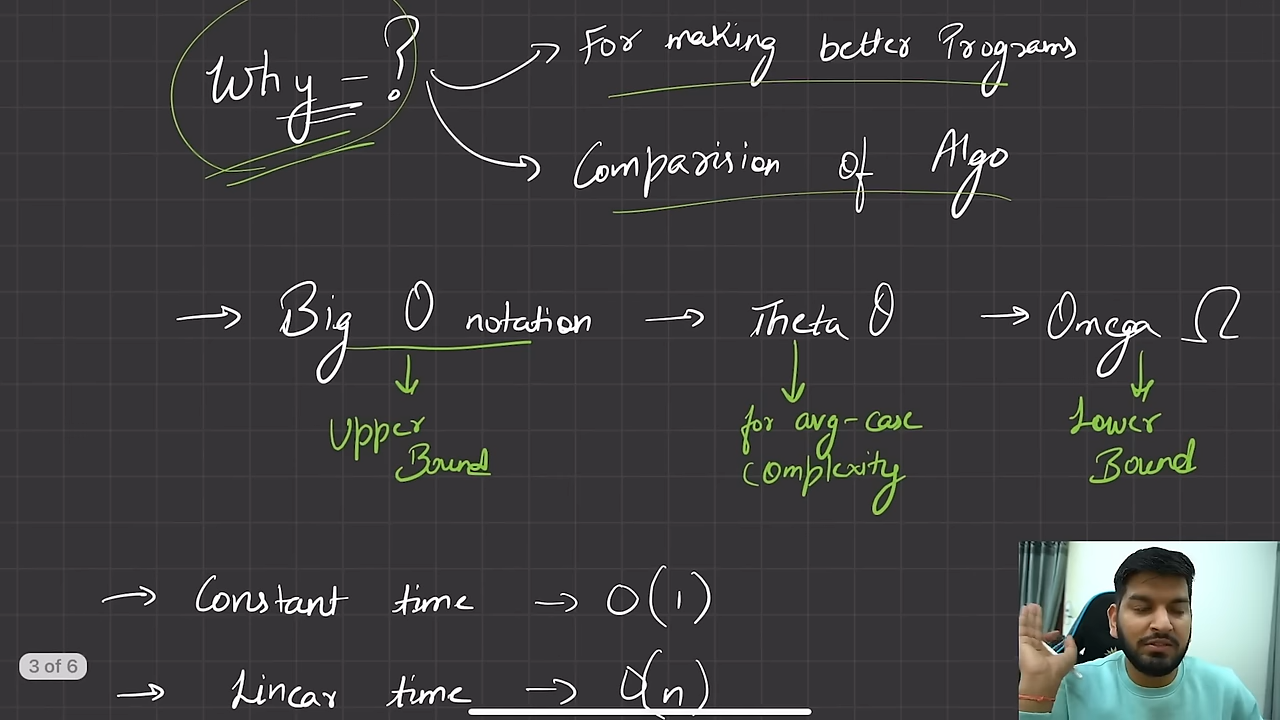 Why - ?
→ For making better Programs
→ Comparision of Algo
→ Big O notation → Theta θ → Omega Ω
Upper Bound
for avg-case complexity
Lower Bound
→ Constant time → O(1)
→ Linear time → O(n)
3 of 6